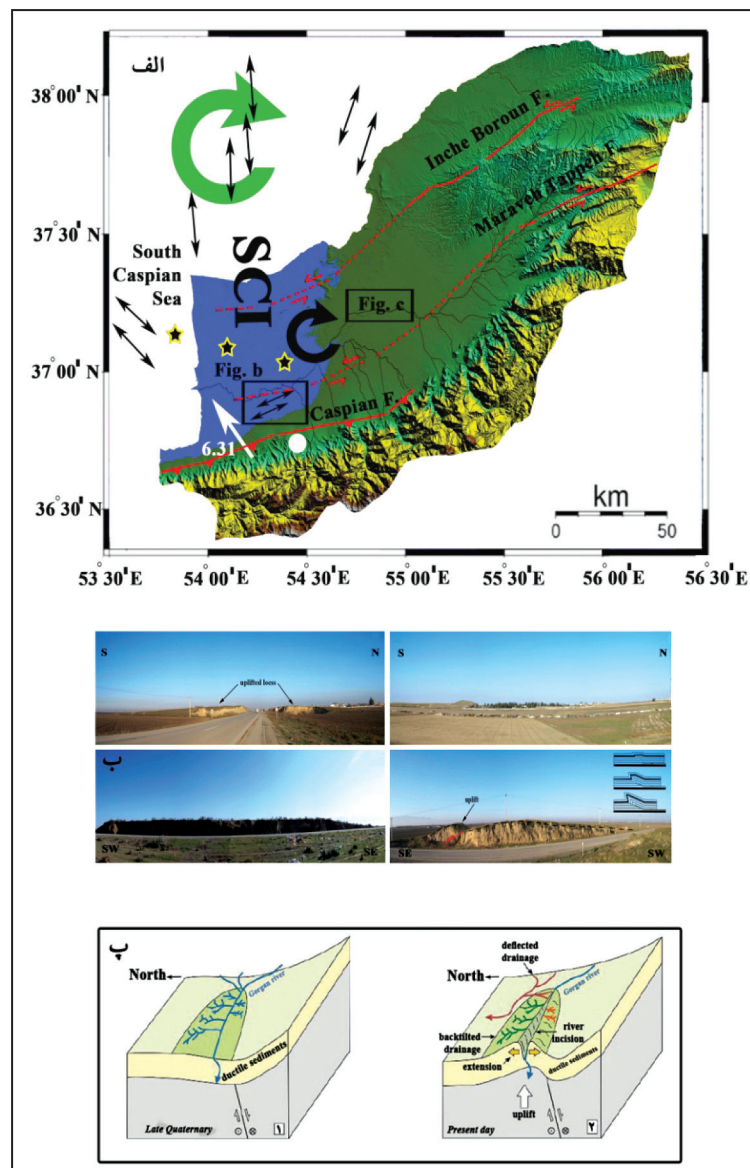 الف
38°00' N
37°30' N
37°00' N
36°30' N
Inche Boroun F.
Maraveh Tappeh F.
South
Caspian
Sea
SCI
Fig. c
Fig. b
Caspian F.
6.31
km
0 50
53°30' E 54°00' E 54°30' E 55°00' E 55°30' E 56°00' E 56°30' E
S N
uplifted loess
S N
ب
SW SE
uplift
SE SW
پ
North
Gorgan river
ductile sediments
Late Quaternary
۱
deflected
drainage
North
Gorgan river
backtilted
drainage
river
incision
extension
ductile sediments
uplift
Present day
۲